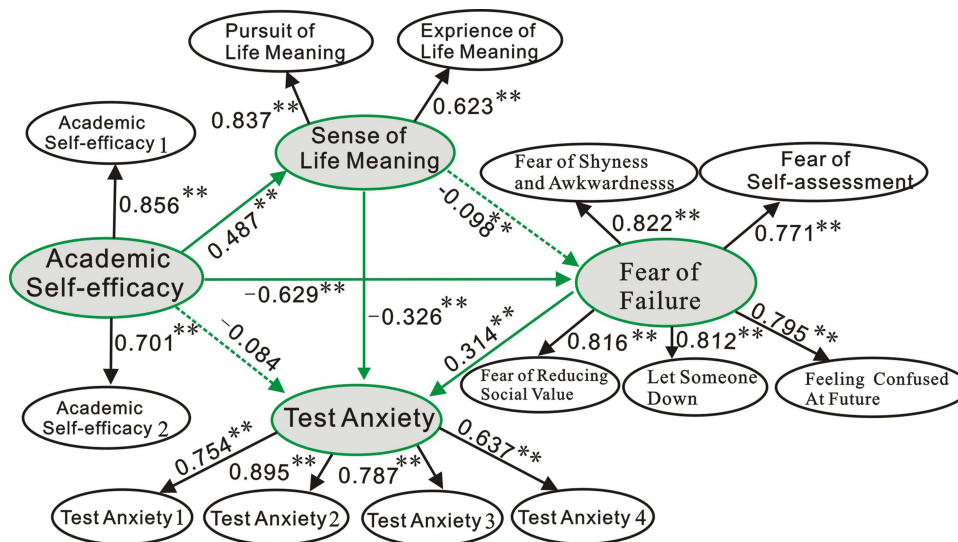 Pursuit of
Life Meaning
Exprience of
Life Meaning
0.837**
0.623**
Academic
Self-efficacy 1
Sense of
Life Meaning
Fear of Shyness
and Awkwardnesss
Fear of
Self-assessment
0.856**
0.487**
-0.098**
0.822**
0.771**
Academic
Self-efficacy
-0.629**
Fear of
Failure
0.701**
-0.084
-0.326**
0.314**
0.816**
0.812**
0.795**
Fear of Reducing
Social Value
Let Someone
Down
Feeling Confused
At Future
Academic
Self-efficacy 2
Test Anxiety
0.754**
0.895**
0.787**
0.637**
Test Anxiety 1
Test Anxiety 2
Test Anxiety 3
Test Anxiety 4